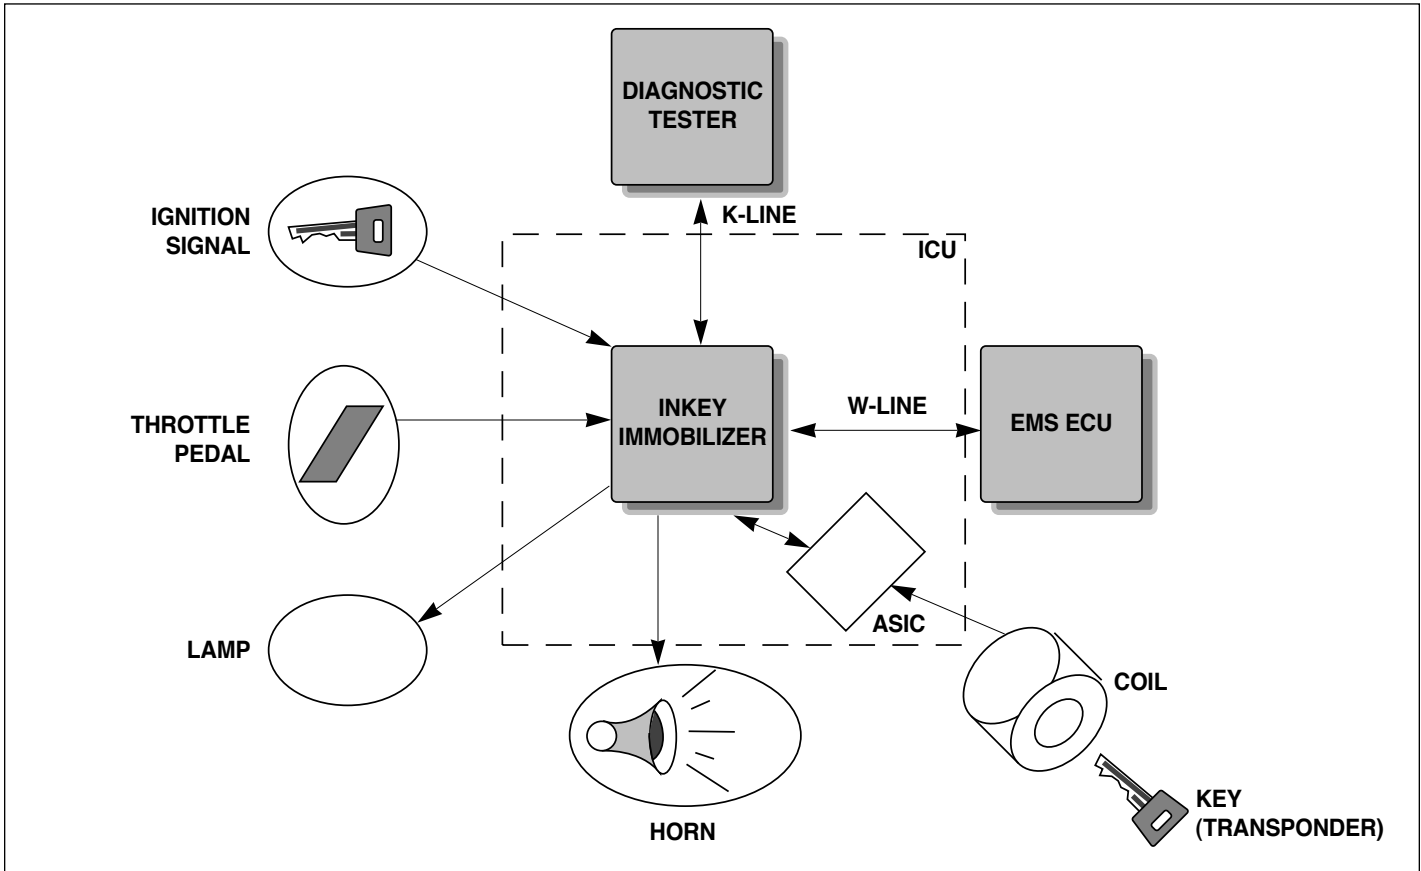 DIAGNOSTIC
TESTER
K-LINE
IGNITION
SIGNAL
ICU
THROTTLE
PEDAL
INKEY
IMMOBILIZER
W-LINE
EMS ECU
LAMP
ASIC
COIL
HORN
KEY
(TRANSPONDER)